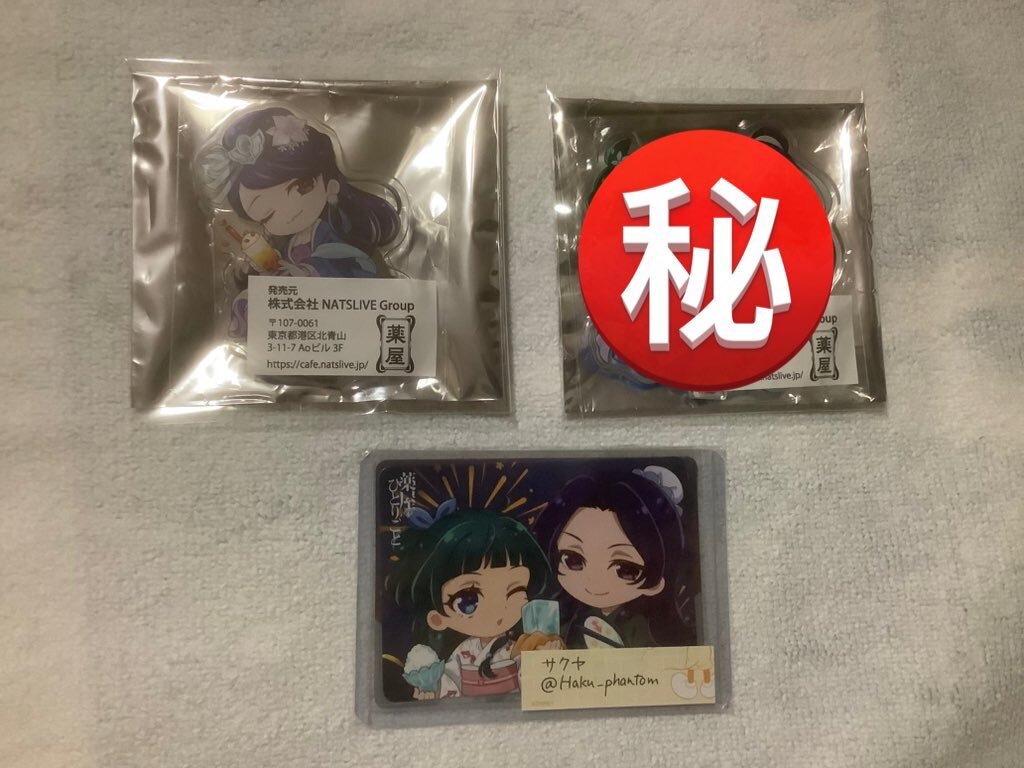 発売元
株式会社 NATSLIVE Group
〒107-0061
東京都港区北青山
3-11-7 Aoビル 3F
https://cafe.natslive.jp/
薬屋
秘
Group
natslive.jp/
薬屋
薬屋の
ひとりごと
サクヤ
@Haku_phantom